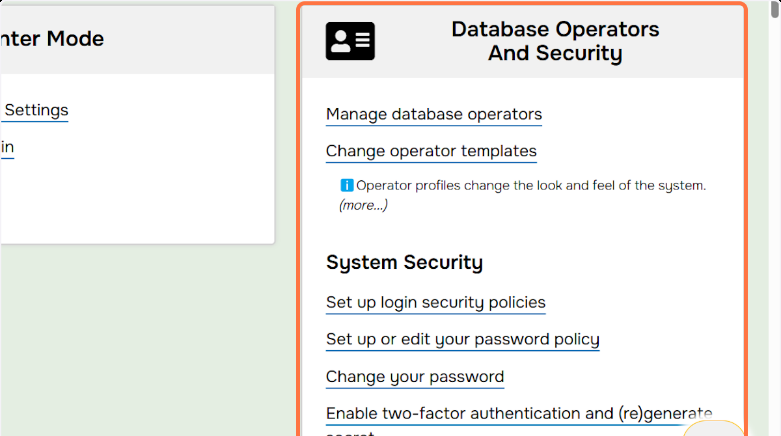 nter Mode
Settings
in
Database Operators
And Security
Manage database operators
Change operator templates
Operator profiles change the look and feel of the system.
(more...)
System Security
Set up login security policies
Set up or edit your password policy
Change your password
Enable two-factor authentication and (re)generate
secret